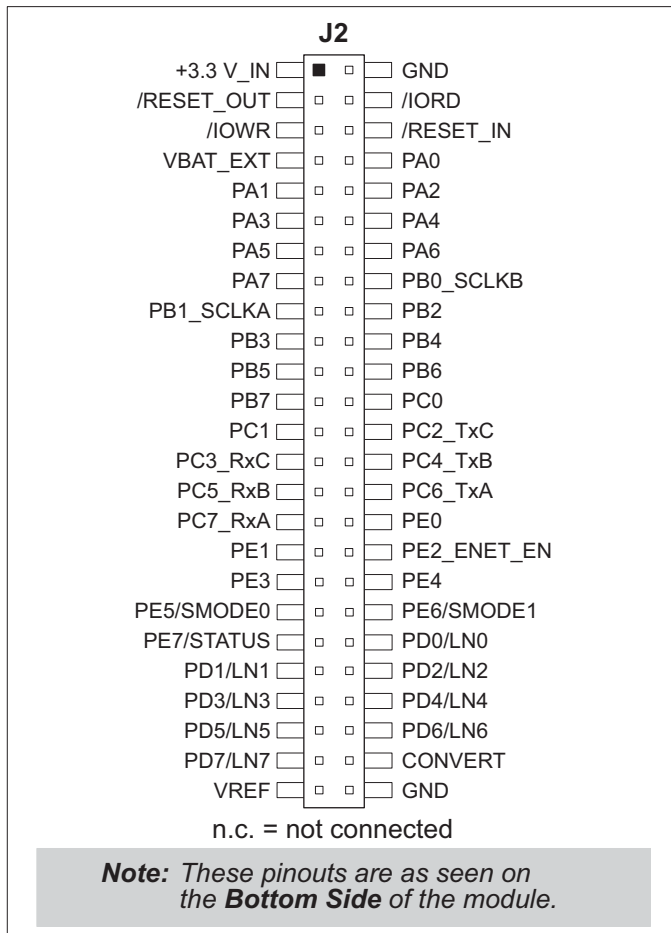 J2
+3.3 V_IN GND
/RESET_OUT /IORD
/IOWR /RESET_IN
VBAT_EXT PA0
PA1 PA2
PA3 PA4
PA5 PA6
PA7 PB0_SCLKB
PB1_SCLKA PB2
PB3 PB4
PB5 PB6
PB7 PC0
PC1 PC2_TxC
PC3_RxC PC4_TxB
PC5_RxB PC6_TxA
PC7_RxA PE0
PE1 PE2_ENET_EN
PE3 PE4
PE5/SMODE0 PE6/SMODE1
PE7/STATUS PD0/LN0
PD1/LN1 PD2/LN2
PD3/LN3 PD4/LN4
PD5/LN5 PD6/LN6
PD7/LN7 CONVERT
VREF GND
n.c. = not connected
Note: These pinouts are as seen on
the Bottom Side of the module.